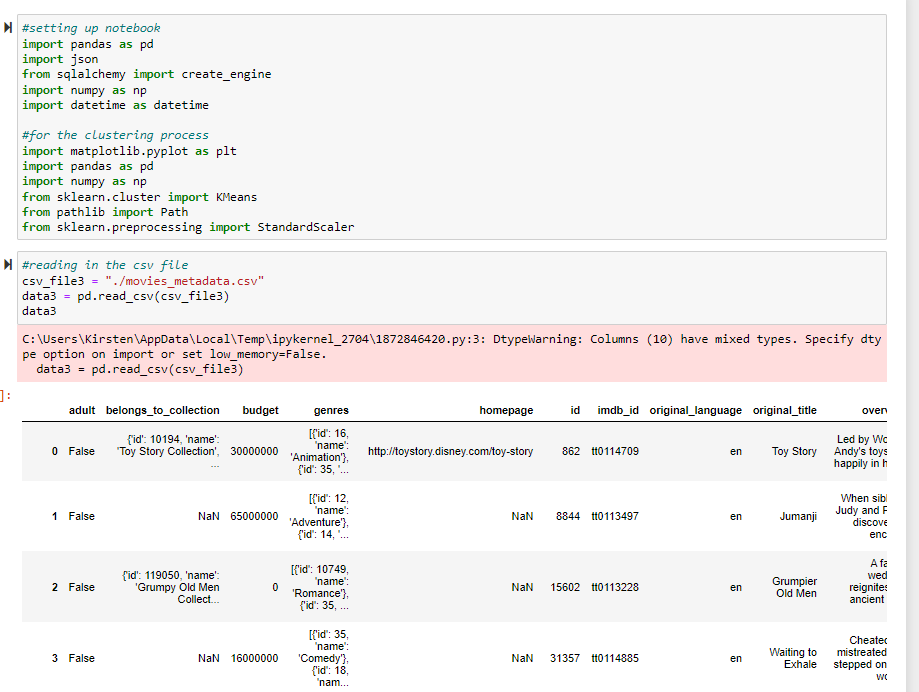 #setting up notebook
import pandas as pd
import json
from sqlalchemy import create_engine
import numpy as np
import datetime as datetime
#for the clustering process
import matplotlib.pyplot as plt
import pandas as pd
import numpy as np
from sklearn.cluster import KMeans
from pathlib import Path
from sklearn.preprocessing import StandardScaler
#reading in the csv file
csv_file3 = "./movies_metadata.csv"
data3 = pd.read_csv(csv_file3)
data3
C:\Users\Kirsten\AppData\Local\Temp\ipykernel_2704\1872846420.py:3: DtypeWarning: Columns (10) have mixed types. Specify dty
pe option on import or set low_memory=False.
data3 = pd.read_csv(csv_file3)
]:
adult belongs_to_collection budget genres homepage id imdb_id original_language original_title overv
0 False {'id': 10194, 'name': 'Toy Story Collection', ... 30000000 [{'id': 16, 'name': 'Animation'}, {'id': 35, '... http://toystory.disney.com/toy-story 862 tt0114709 en Toy Story Led by Wo Andy's toys happily in h
1 False NaN 65000000 [{'id': 12, 'name': 'Adventure'}, {'id': 14, '... NaN 8844 tt0113497 en Jumanji When sibl Judy and P discove enc
2 False {'id': 119050, 'name': 'Grumpy Old Men Collect... 0 [{'id': 10749, 'name': 'Romance'}, {'id': 35, ... NaN 15602 tt0113228 en Grumpier Old Men A fa wed reignites ancient
3 False NaN 16000000 [{'id': 35, 'name': 'Comedy'}, {'id': 18, 'nam... NaN 31357 tt0114885 en Waiting to Exhale Cheated mistreated stepped on wo